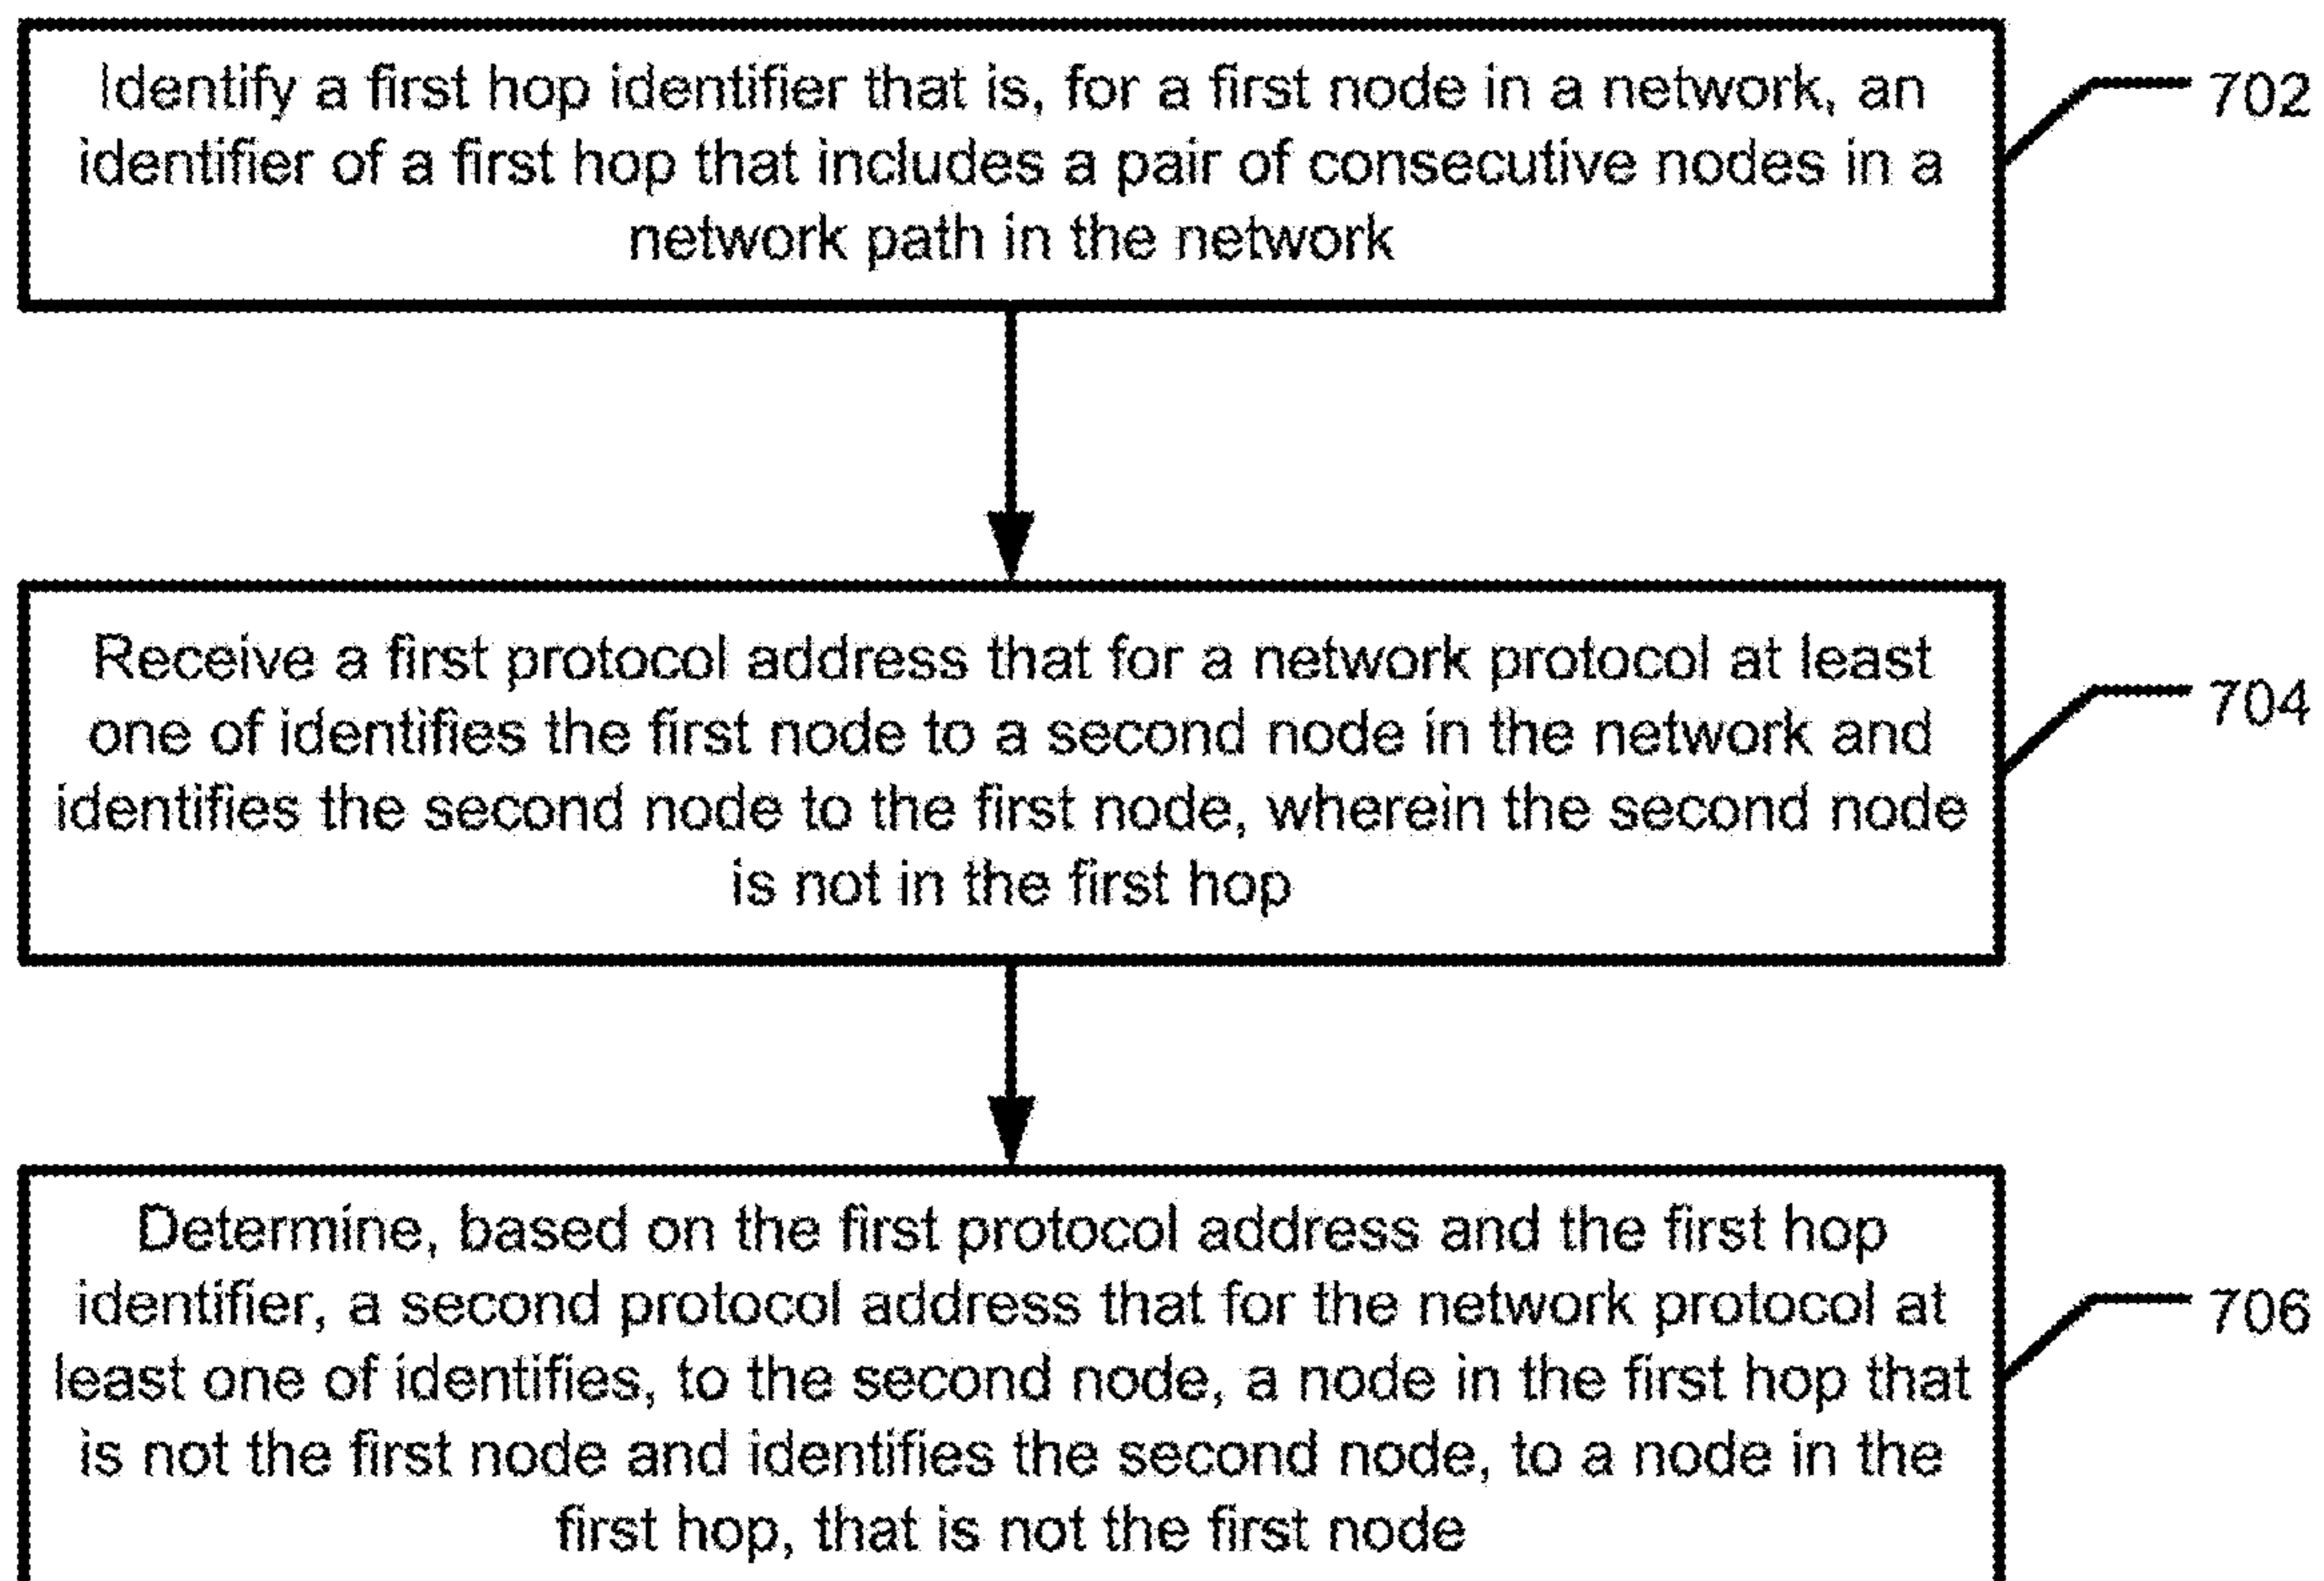 Identify a first hop identifier that is, for a first node in a network, an
identifier of a first hop that includes a pair of consecutive nodes in a
network path in the network
702
Receive a first protocol address that for a network protocol at least
one of identifies the first node to a second node in the network and
identifies the second node to the first node, wherein the second node
is not in the first hop
704
Determine, based on the first protocol address and the first hop
identifier, a second protocol address that for the network protocol at
least one of identifies, to the second node, a node in the first hop that
is not the first node and identifies the second node, to a node in the
first hop, that is not the first node
706